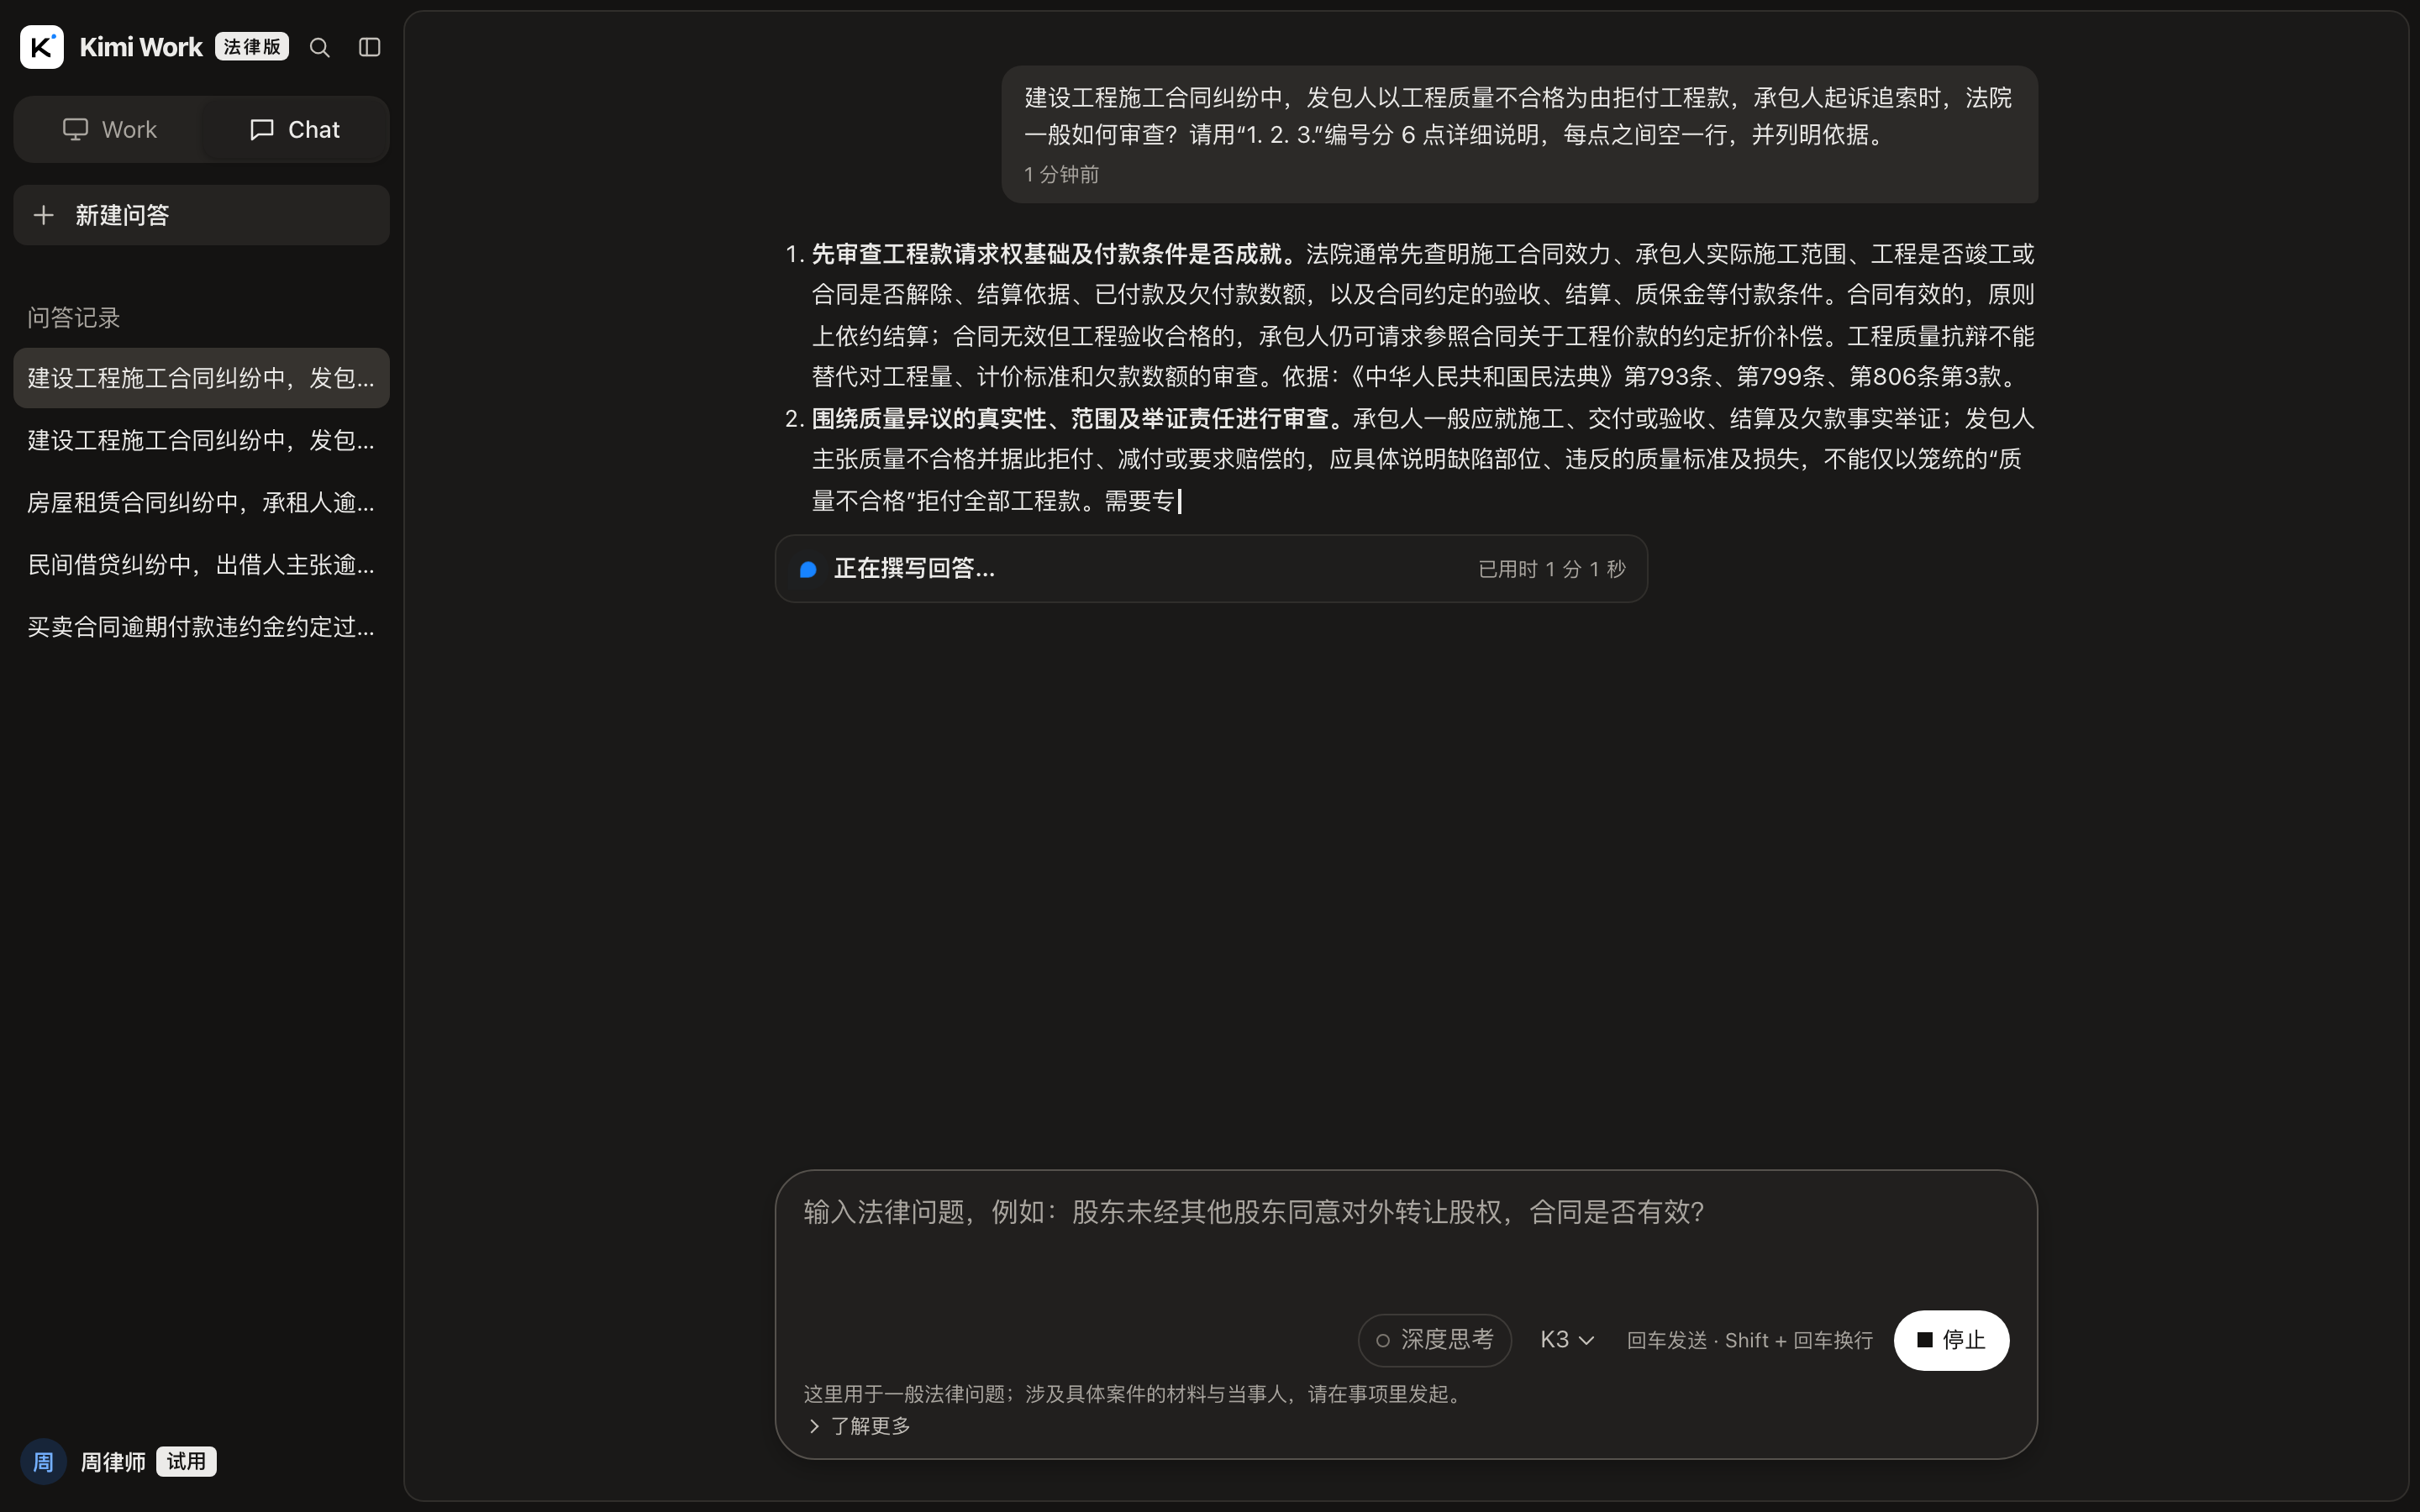 Kimi Work 法律版
Work
Chat
新建问答
问答记录
建设工程施工合同纠纷中，发包...
建设工程施工合同纠纷中，发包...
房屋租赁合同纠纷中，承租人逾...
民间借贷纠纷中，出借人主张逾...
买卖合同逾期付款违约金约定过...
周 周律师 试用
建设工程施工合同纠纷中，发包人以工程质量不合格为由拒付工程款，承包人起诉追索时，法院
一般如何审查？请用“1. 2. 3.”编号分 6 点详细说明，每点之间空一行，并列明依据。
1 分钟前
1. 先审查工程款请求权基础及付款条件是否成就。法院通常先查明施工合同效力、承包人实际施工范围、工程是否竣工或
合同是否解除、结算依据、已付款及欠付款数额，以及合同约定的验收、结算、质保金等付款条件。合同有效的，原则
上依约结算；合同无效但工程验收合格的，承包人仍可请求参照合同关于工程价款的约定折价补偿。工程质量抗辩不能
替代对工程量、计价标准和欠款数额的审查。依据：《中华人民共和国民法典》第793条、第799条、第806条第3款。
2. 围绕质量异议的真实性、范围及举证责任进行审查。承包人一般应就施工、交付或验收、结算及欠款事实举证；发包人
主张质量不合格并据此拒付、减付或要求赔偿的，应具体说明缺陷部位、违反的质量标准及损失，不能仅以笼统的“质
量不合格”拒付全部工程款。需要专
正在撰写回答...
已用时 1 分 1 秒
输入法律问题，例如：股东未经其他股东同意对外转让股权，合同是否有效?
深度思考
K3
回车发送 · Shift + 回车换行
停止
这里用于一般法律问题；涉及具体案件的材料与当事人，请在事项里发起。
了解更多